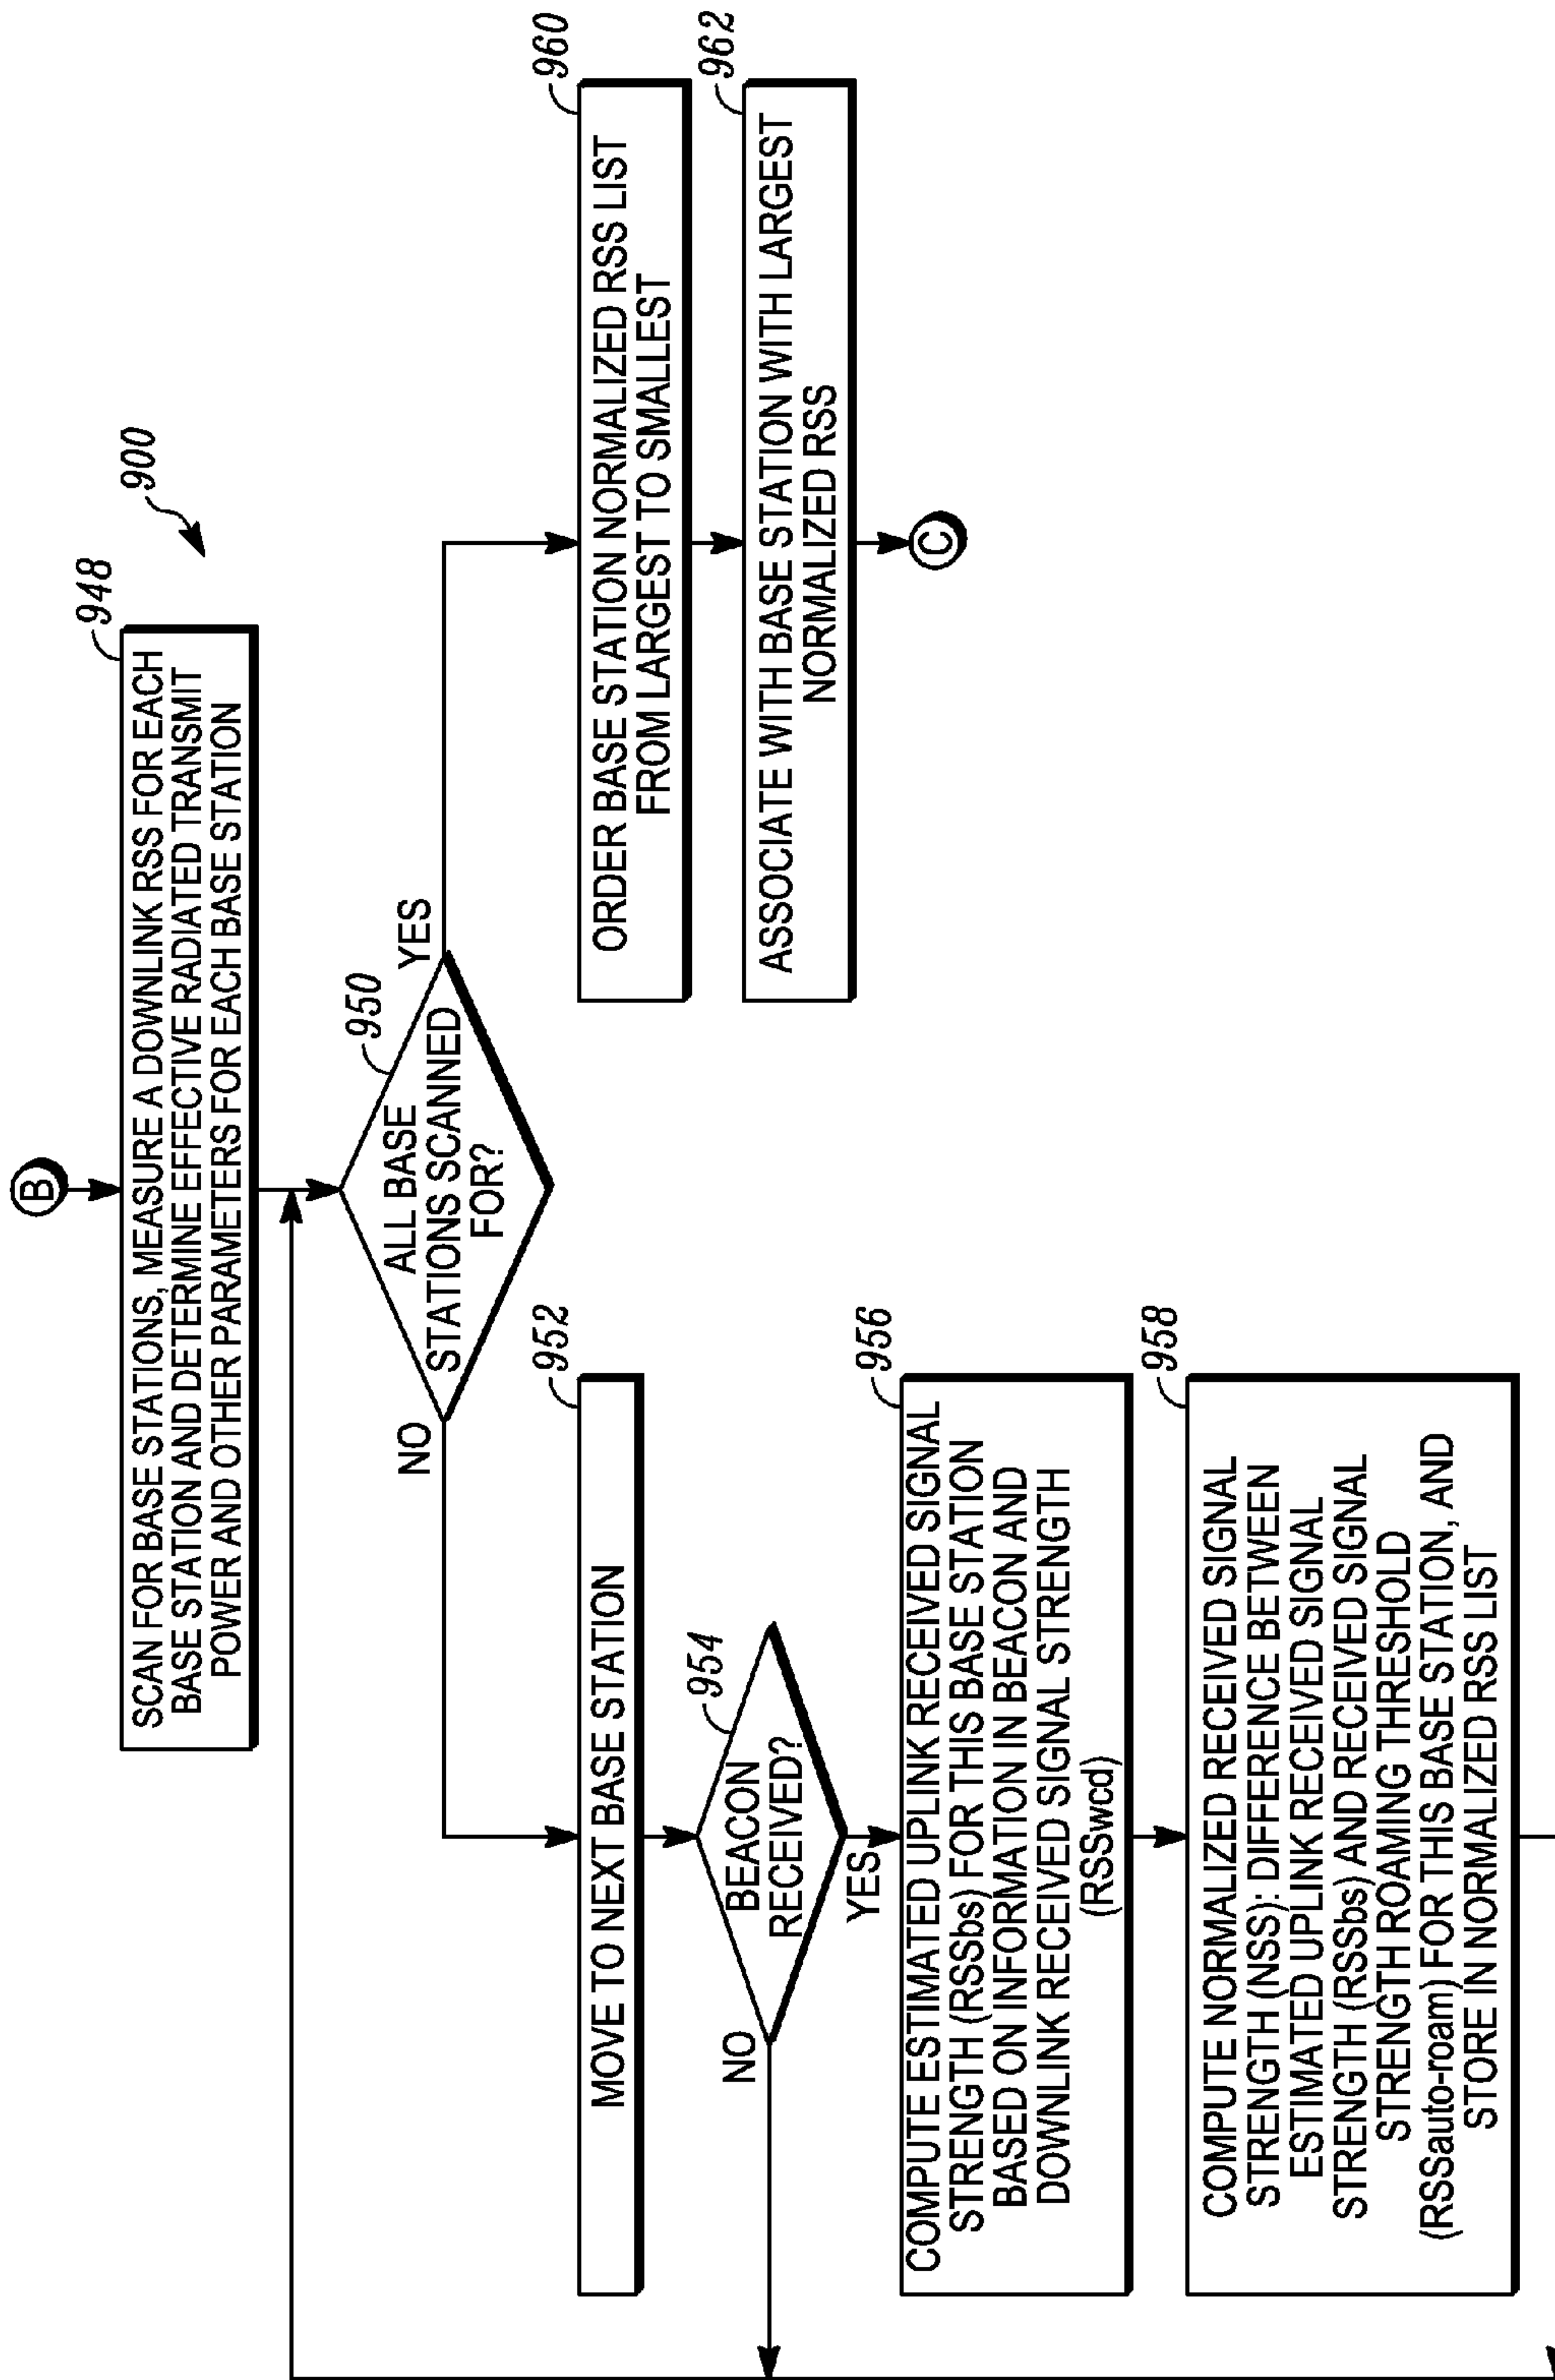 B
948
900
SCAN FOR BASE STATIONS, MEASURE A DOWNLINK RSS FOR EACH
BASE STATION AND DETERMINE EFFECTIVE RADIATED TRANSMIT
POWER AND OTHER PARAMETERS FOR EACH BASE STATION
950
ALL BASE
STATIONS SCANNED
FOR?
NO
YES
952
MOVE TO NEXT BASE STATION
954
BEACON
RECEIVED?
NO
YES
956
COMPUTE ESTIMATED UPLINK RECEIVED SIGNAL
STRENGTH (RSSbs) FOR THIS BASE STATION
BASED ON INFORMATION IN BEACON AND
DOWNLINK RECEIVED SIGNAL STRENGTH
(RSSwcd)
958
COMPUTE NORMALIZED RECEIVED SIGNAL
STRENGTH (NSS): DIFFERENCE BETWEEN
ESTIMATED UPLINK RECEIVED SIGNAL
STRENGTH (RSSbs) AND RECEIVED SIGNAL
STRENGTH ROAMING THRESHOLD
(RSSauto-roam) FOR THIS BASE STATION, AND
STORE IN NORMALIZED RSS LIST
960
ORDER BASE STATION NORMALIZED RSS LIST
FROM LARGEST TO SMALLEST
962
ASSOCIATE WITH BASE STATION WITH LARGEST
NORMALIZED RSS
C